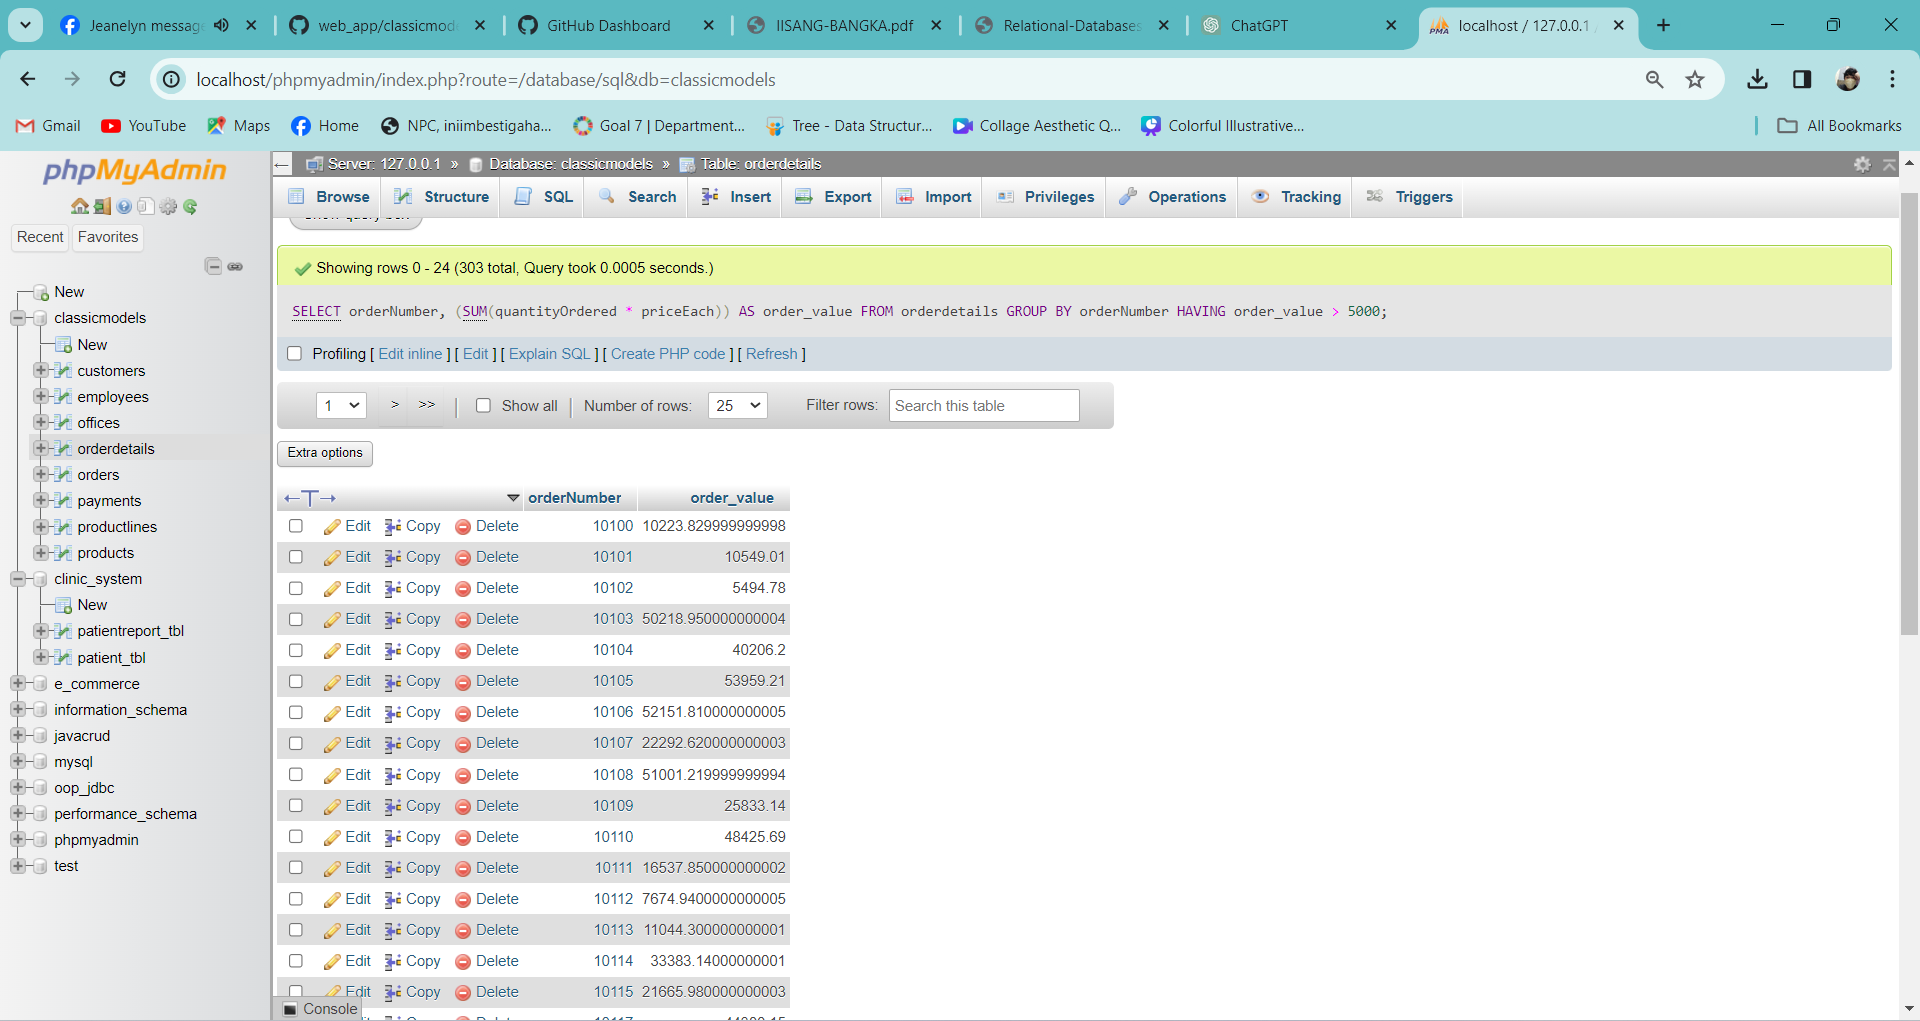 Jeanelyn message
web_app/classicmod
GitHub Dashboard
IISANG-BANGKA.pdf
Relational-Databases
ChatGPT
localhost / 127.0.0.1 /
localhost/phpmyadmin/index.php?route=/database/sql&db=classicmodels
Gmail
YouTube
Maps
Home
NPC, iniimbestigaha...
Goal 7 | Department...
Tree - Data Structur...
Collage Aesthetic Q...
Colorful Illustrative...
All Bookmarks
phpMyAdmin
Recent
Favorites
New
classicmodels
New
customers
employees
offices
orderdetails
orders
payments
productlines
products
clinic_system
New
patientreport_tbl
patient_tbl
e_commerce
information_schema
javacrud
mysql
oop_jdbc
performance_schema
phpmyadmin
test
Server: 127.0.0.1 » Database: classicmodels » Table: orderdetails
Browse Structure SQL Search Insert Export Import Privileges Operations Tracking Triggers
Show query box
Showing rows 0 - 24 (303 total, Query took 0.0005 seconds.)
SELECT orderNumber, (SUM(quantityOrdered * priceEach)) AS order_value FROM orderdetails GROUP BY orderNumber HAVING order_value > 5000;
Profiling [ Edit inline ] [ Edit ] [ Explain SQL ] [ Create PHP code ] [ Refresh ]
1 > >> | Show all | Number of rows: 25 Filter rows: Search this table
Extra options
←T→ orderNumber order_value
Edit Copy Delete 10100 10223.829999999998
Edit Copy Delete 10101 10549.01
Edit Copy Delete 10102 5494.78
Edit Copy Delete 10103 50218.950000000004
Edit Copy Delete 10104 40206.2
Edit Copy Delete 10105 53959.21
Edit Copy Delete 10106 52151.810000000005
Edit Copy Delete 10107 22292.620000000003
Edit Copy Delete 10108 51001.219999999994
Edit Copy Delete 10109 25833.14
Edit Copy Delete 10110 48425.69
Edit Copy Delete 10111 16537.850000000002
Edit Copy Delete 10112 7674.9400000000005
Edit Copy Delete 10113 11044.300000000001
Edit Copy Delete 10114 33383.14000000001
Edit Copy Delete 10115 21665.980000000003
Console